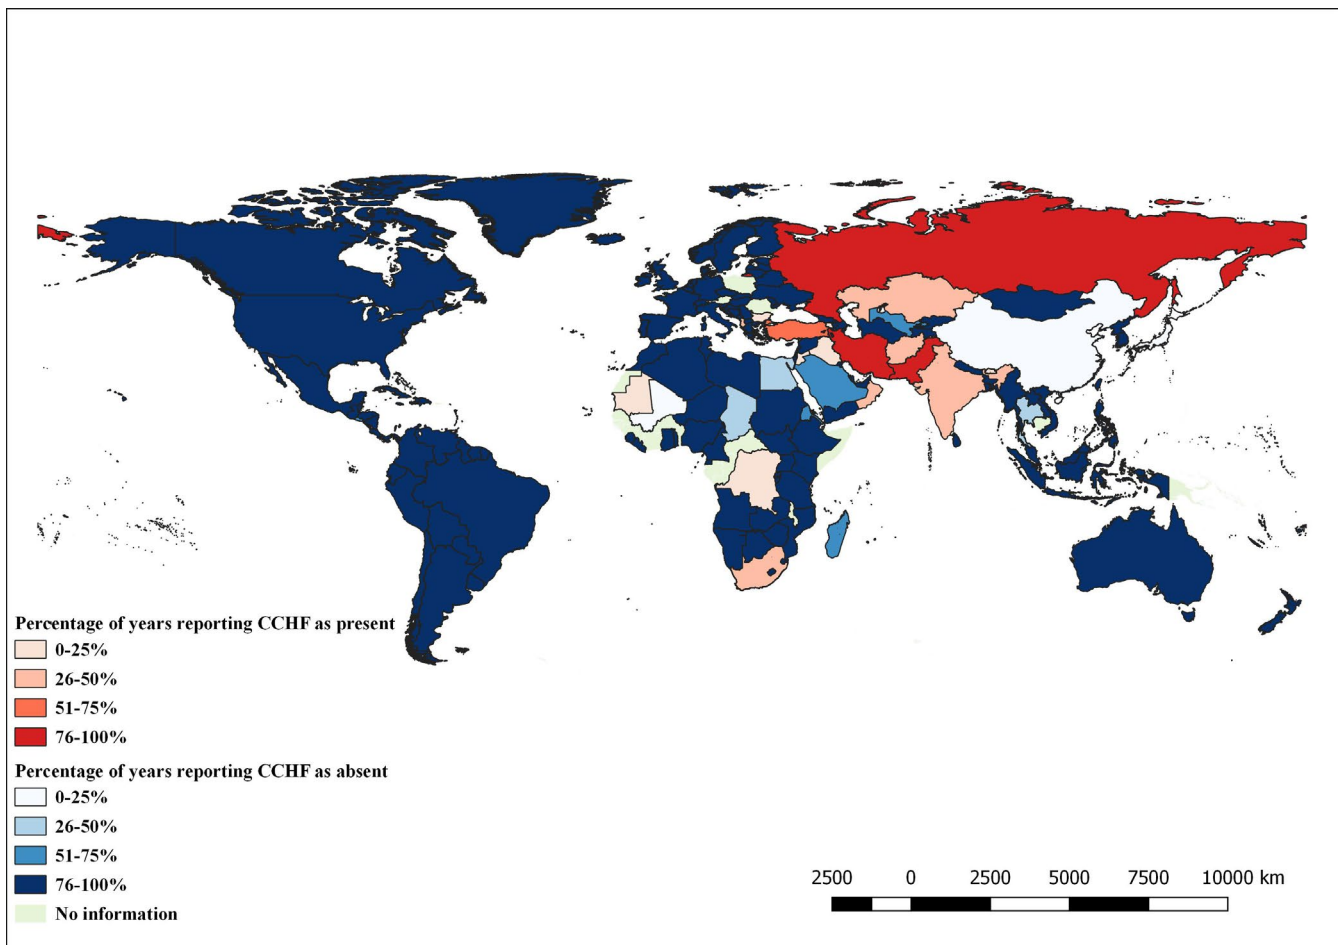 Percentage of years reporting CCHF as present
0-25%
26-50%
51-75%
76-100%
Percentage of years reporting CCHF as absent
0-25%
26-50%
51-75%
76-100%
No information
2500 0 2500 5000 7500 10000 km